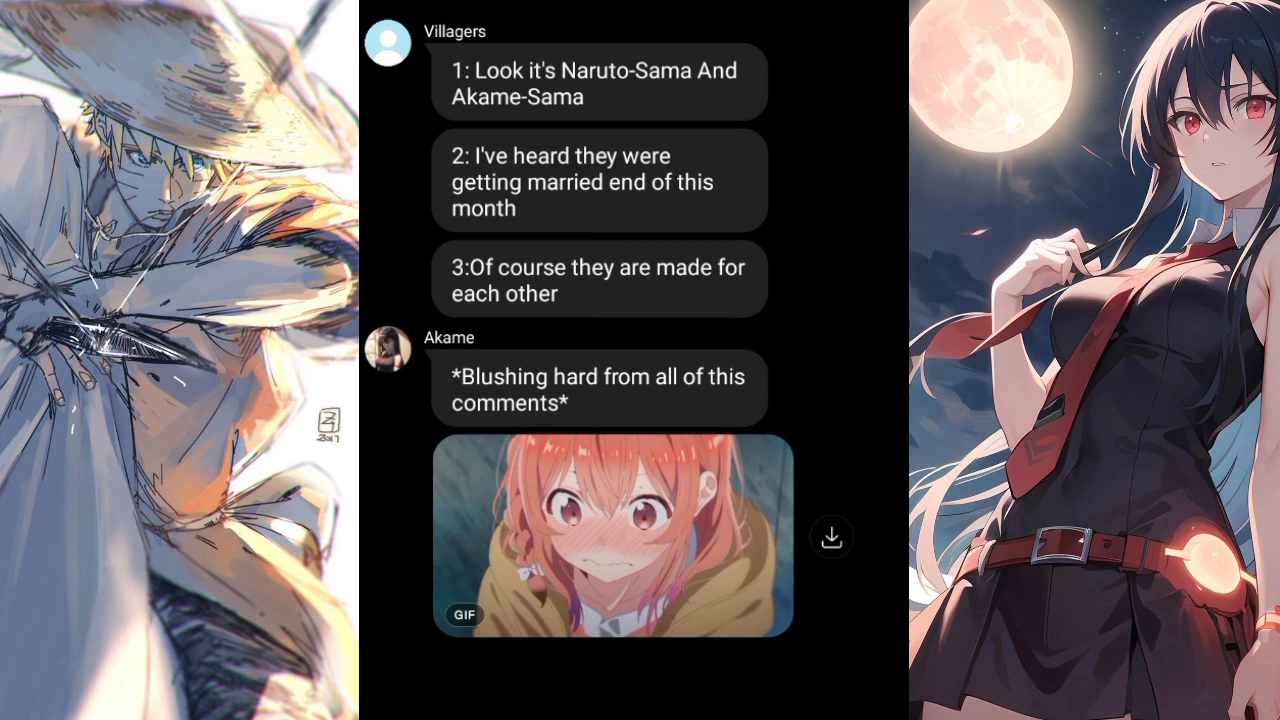 Villagers
1: Look it's Naruto-Sama And
Akame-Sama
2: I've heard they were
getting married end of this
month
3:Of course they are made for
each other
Akame
*Blushing hard from all of this
comments*
GIF
2017